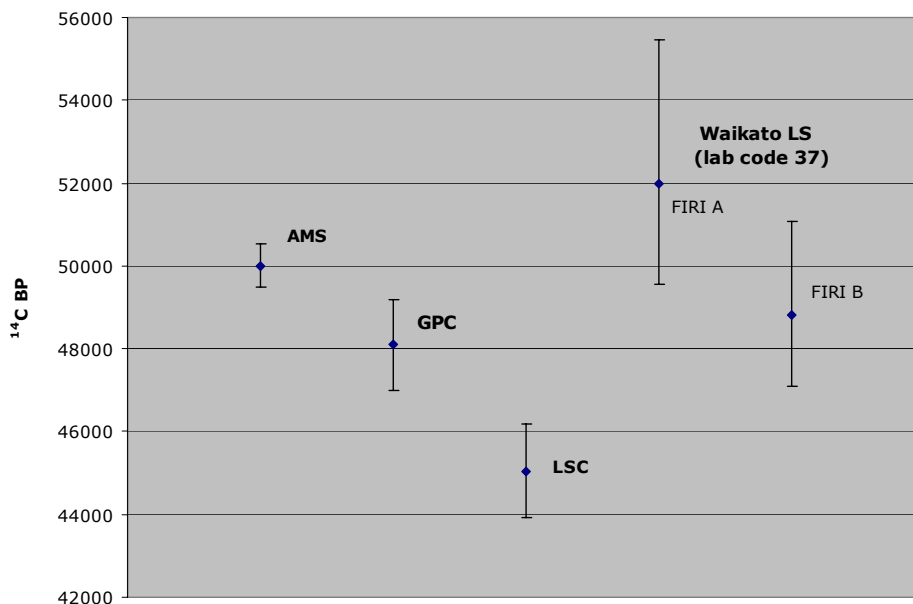 56000
54000
52000
50000
48000
46000
44000
42000
¹⁴C BP
AMS
GPC
LSC
Waikato LS
(lab code 37)
FIRI A
FIRI B